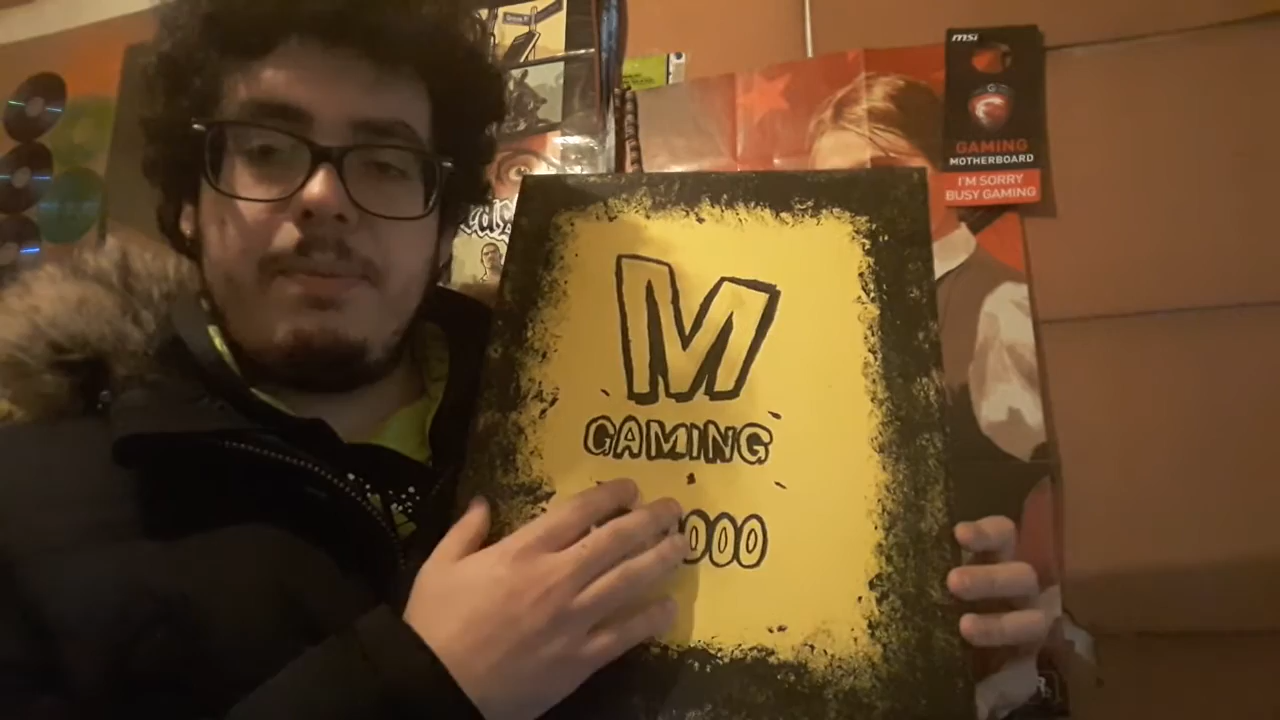 msi
GAMING
MOTHERBOARD
I'M SORRY
BUSY GAMING
M
GAMING
000